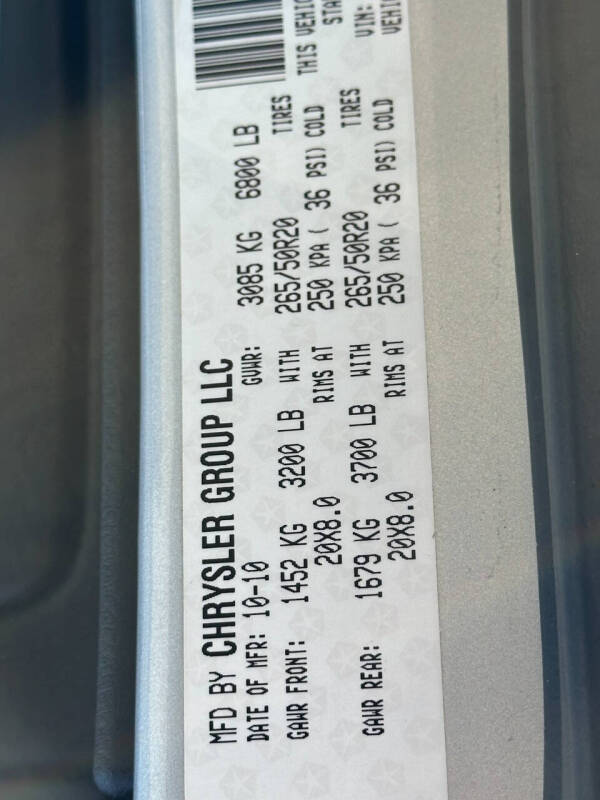 MFD BY CHRYSLER GROUP LLC
DATE OF MFR: 10-10 GVWR: 3085 KG 6800 LB
GAWR FRONT: 1452 KG 3200 LB WITH 265/50R20 TIRES
20X8.0 RIMS AT 250 KPA ( 36 PSI) COLD
GAWR REAR: 1679 KG 3700 LB WITH 265/50R20 TIRES
20X8.0 RIMS AT 250 KPA ( 36 PSI) COLD
THIS
VIN: